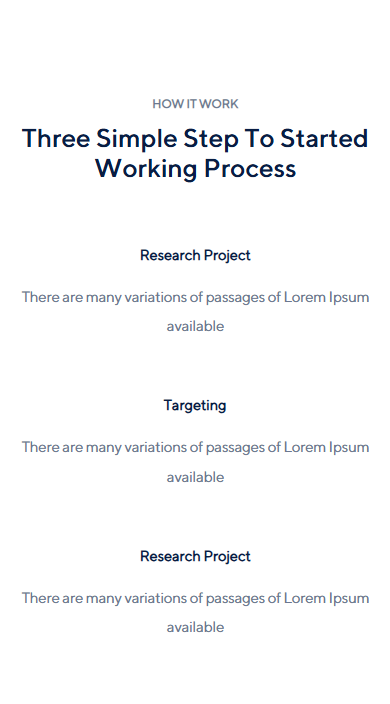 HOW IT WORK
Three Simple Step To Started
Working Process
Research Project
There are many variations of passages of Lorem Ipsum
available
Targeting
There are many variations of passages of Lorem Ipsum
available
Research Project
There are many variations of passages of Lorem Ipsum
available